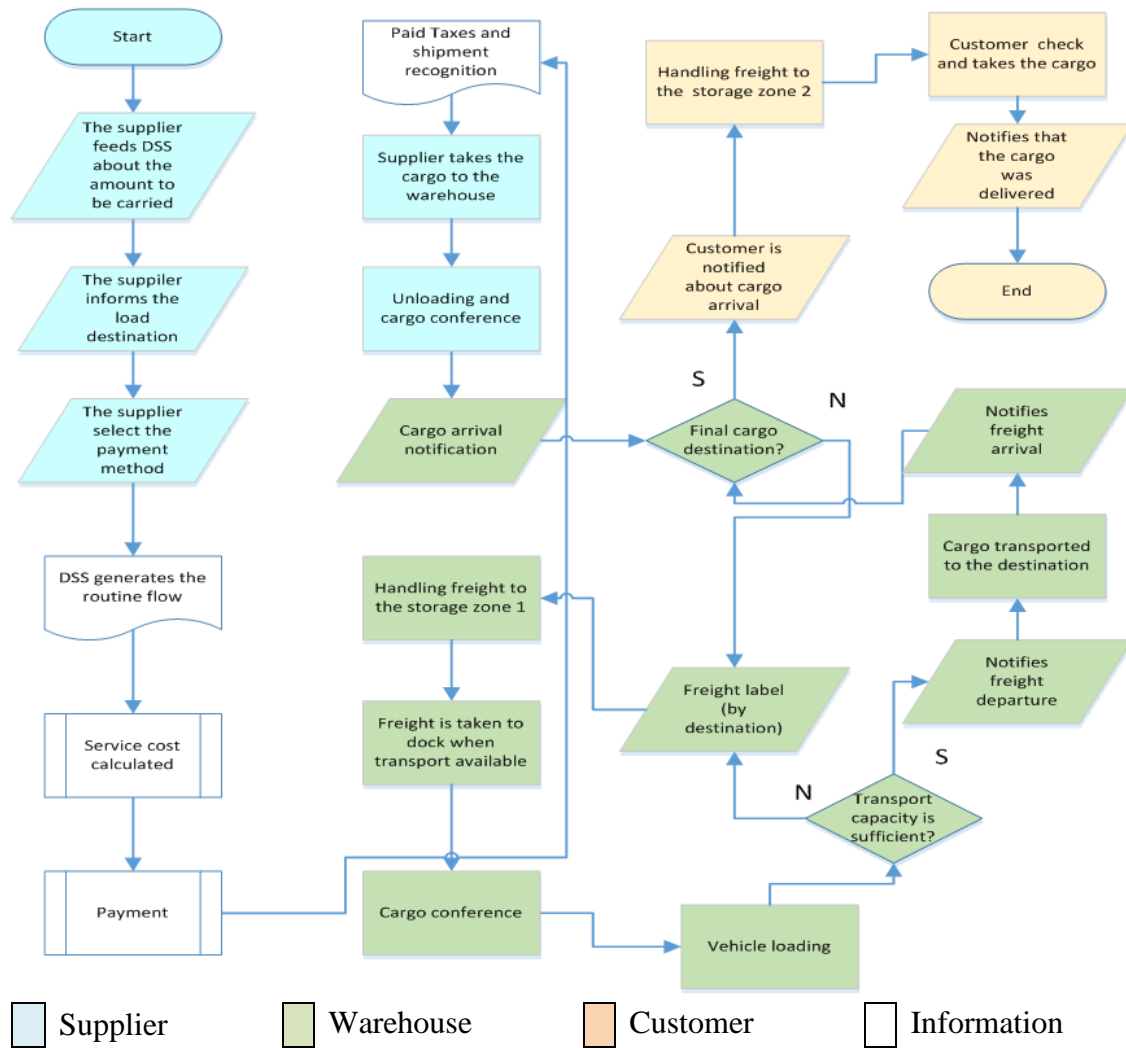 Start
The supplier
feeds DSS
about the
amount to
be carried
The suppiler
informs the
load
destination
The supplier
select the
payment
method
DSS generates the
routine flow
Service cost
calculated
Payment
Paid Taxes and
shipment
recognition
Supplier takes the
cargo to the
warehouse
Unloading and
cargo conference
Cargo arrival
notification
Handling freight to
the storage zone 1
Freight is taken to
dock when
transport available
Cargo conference
Handling freight to
the storage zone 2
Customer is
notified
about cargo
arrival
S
N
Final cargo
destination?
Freight label
(by
destination)
N
S
Transport
capacity is
sufficient?
Vehicle loading
Customer check
and takes the cargo
Notifies that
the cargo
was
delivered
End
Notifies
freight
arrival
Cargo transported
to the destination
Notifies
freight
departure
Supplier
Warehouse
Customer
Information